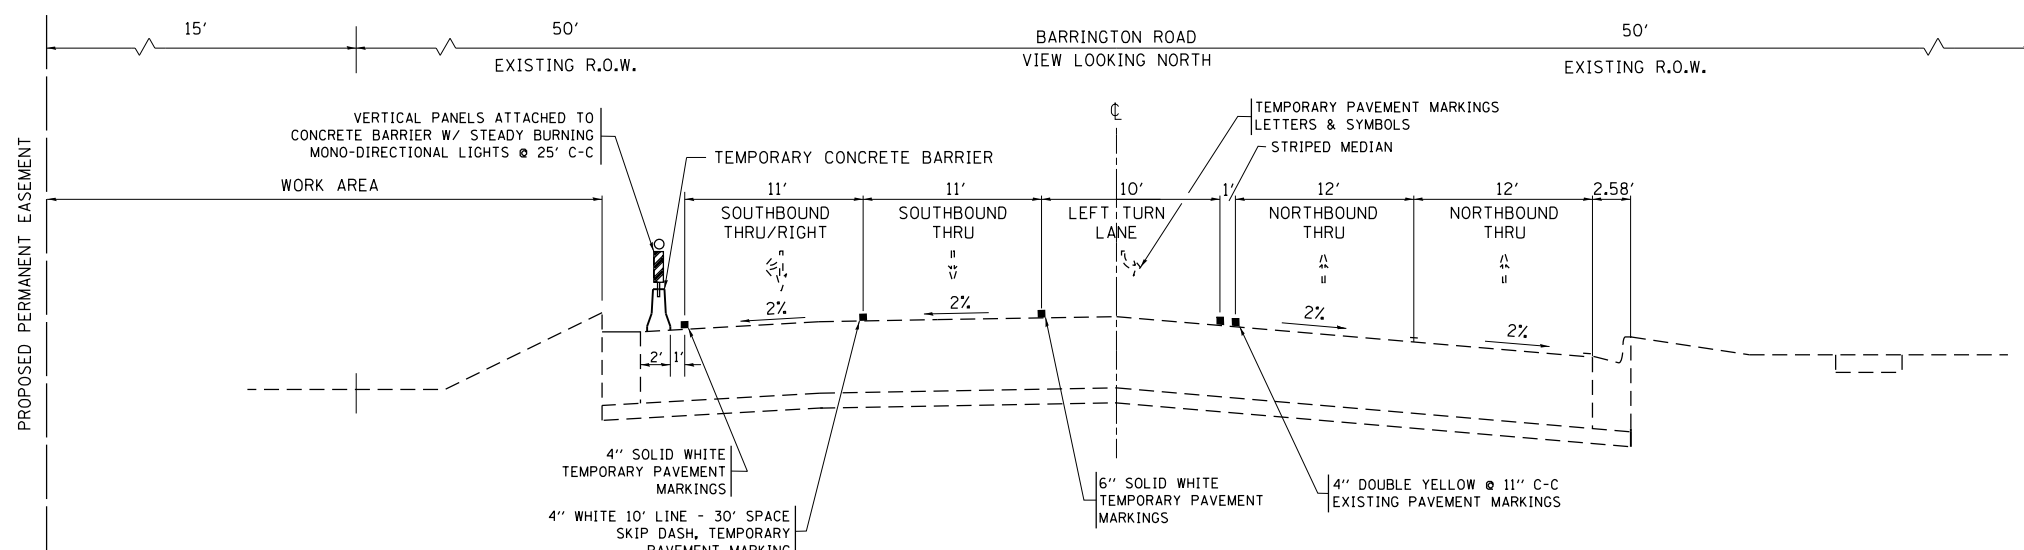 15'
50'
BARRINGTON ROAD
VIEW LOOKING NORTH
50'
EXISTING R.O.W.
EXISTING R.O.W.
PROPOSED PERMANENT EASEMENT
VERTICAL PANELS ATTACHED TO
CONCRETE BARRIER W/ STEADY BURNING
MONO-DIRECTIONAL LIGHTS @ 25' C-C
TEMPORARY CONCRETE BARRIER
℄
TEMPORARY PAVEMENT MARKINGS
LETTERS & SYMBOLS
STRIPED MEDIAN
WORK AREA
11'
11'
10'
1'
12'
12'
2.58'
SOUTHBOUND
THRU/RIGHT
SOUTHBOUND
THRU
LEFT TURN
LANE
NORTHBOUND
THRU
NORTHBOUND
THRU
2%
2%
2%
2%
2'
1'
4" SOLID WHITE
TEMPORARY PAVEMENT
MARKINGS
4" WHITE 10' LINE - 30' SPACE
SKIP DASH, TEMPORARY
PAVEMENT MARKING
6" SOLID WHITE
TEMPORARY PAVEMENT
MARKINGS
4" DOUBLE YELLOW @ 11" C-C
EXISTING PAVEMENT MARKINGS